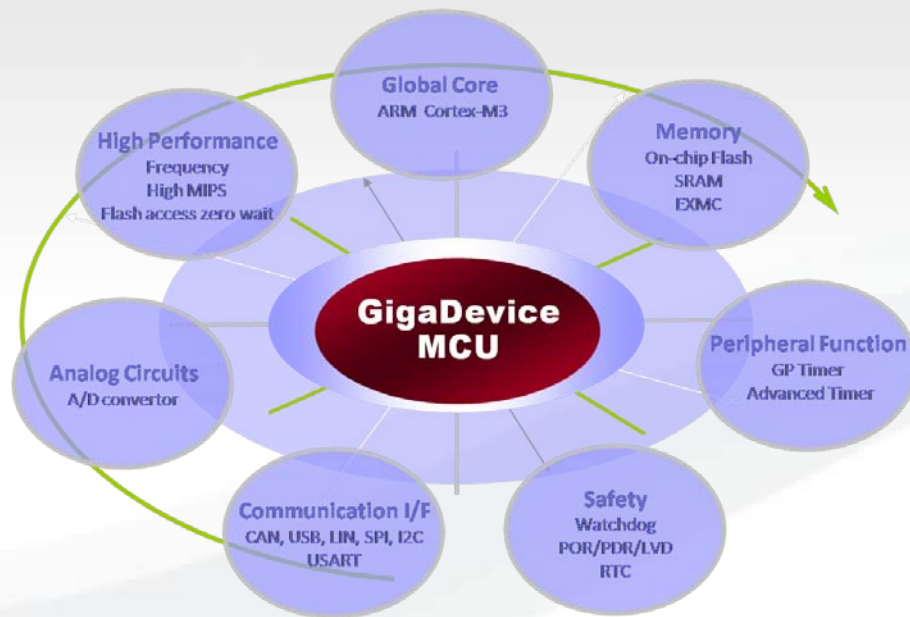 Global Core
ARM Cortex-M3
High Performance
Frequency
High MIPS
Flash access zero wait
Memory
On-chip Flash
SRAM
EXMC
GigaDevice
MCU
Peripheral Function
GP Timer
Advanced Timer
Analog Circuits
A/D convertor
Communication I/F
CAN, USB, LIN, SPI, I2C
USART
Safety
Watchdog
POR/PDR/LVD
RTC